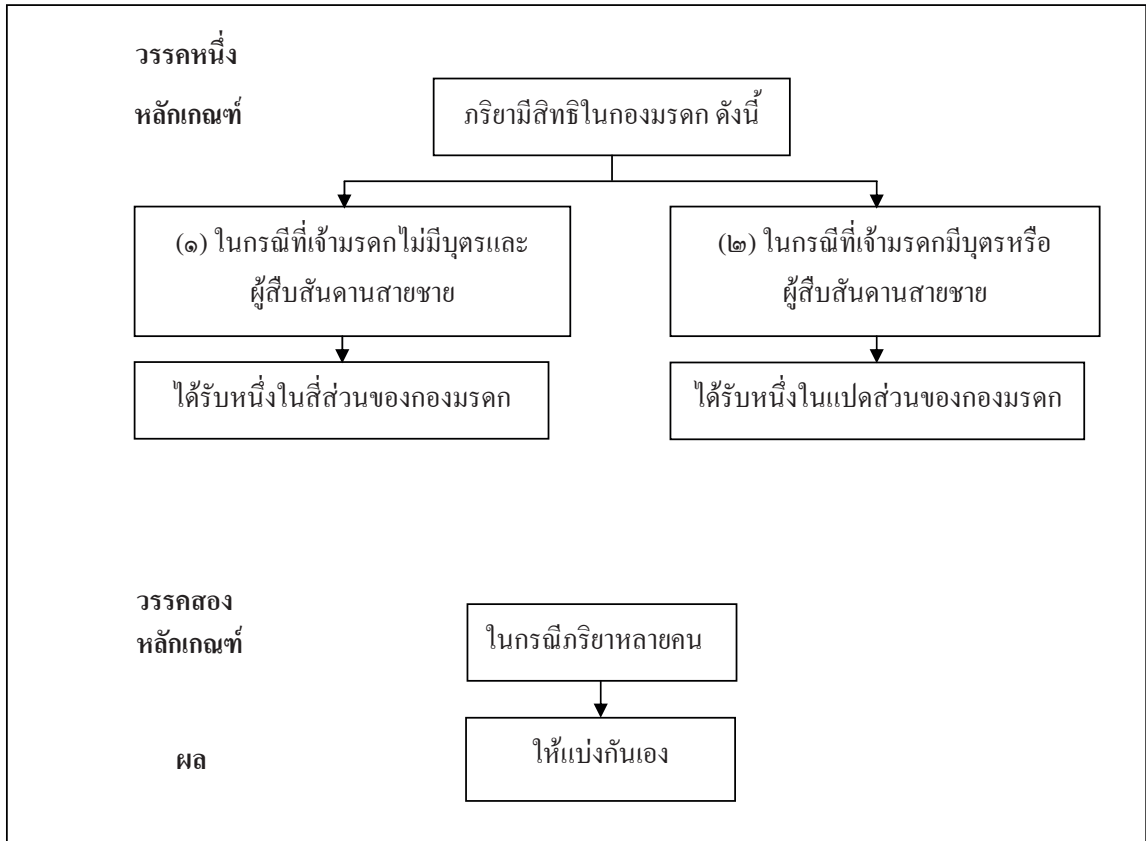 วรรคหนึ่ง
หลักเกณฑ์
ภริยามีสิทธิในกองมรดก ดังนี้
(๑) ในกรณีที่เจ้ามรดกไม่มีบุตรและ
ผู้สืบสันดานสายชาย
(๒) ในกรณีที่เจ้ามรดกมีบุตรหรือ
ผู้สืบสันดานสายชาย
ได้รับหนึ่งในสี่ส่วนของกองมรดก
ได้รับหนึ่งในแปดส่วนของกองมรดก
วรรคสอง
หลักเกณฑ์
ในกรณีภริยาหลายคน
ผล
ให้แบ่งกันเอง